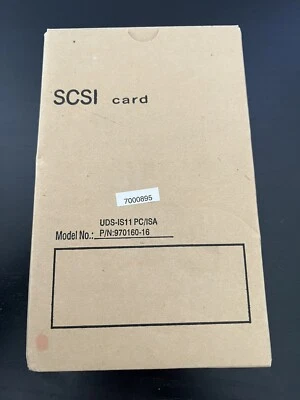 SCSI card
7000895
UDS-IS11 PC/ISA
Model No.: P/N:970160-16